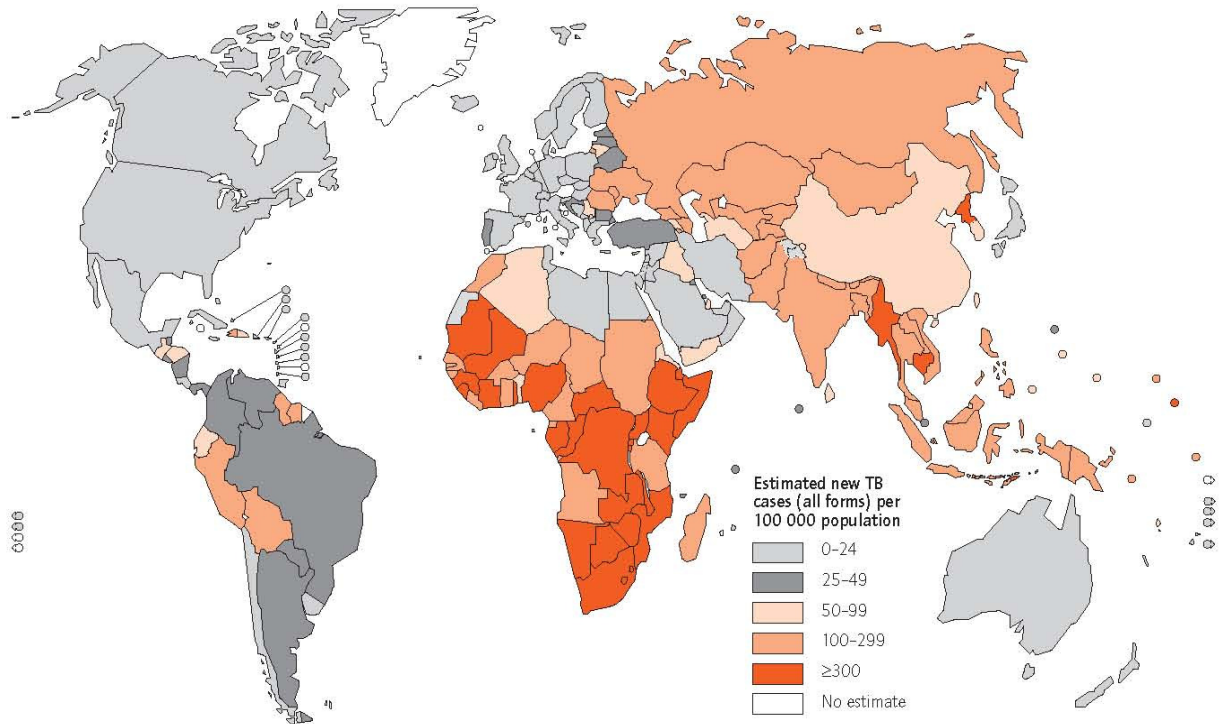 Estimated new TB
cases (all forms) per
100 000 population
0–24
25–49
50–99
100–299
≥300
No estimate